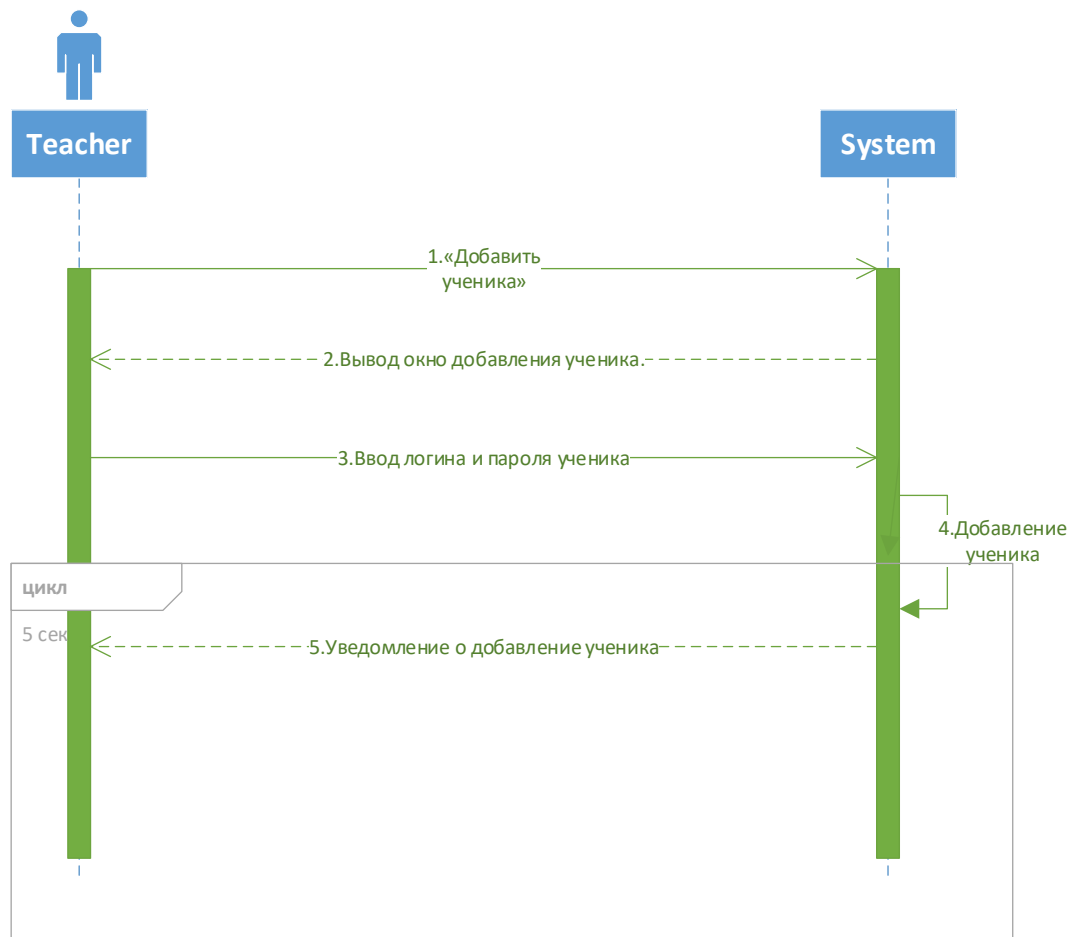 Teacher
System
1.«Добавить
ученика»
2.Вывод окно добавления ученика.
3.Ввод логина и пароля ученика
4.Добавление
ученика
цикл
5 сек
5.Уведомление о добавление ученика